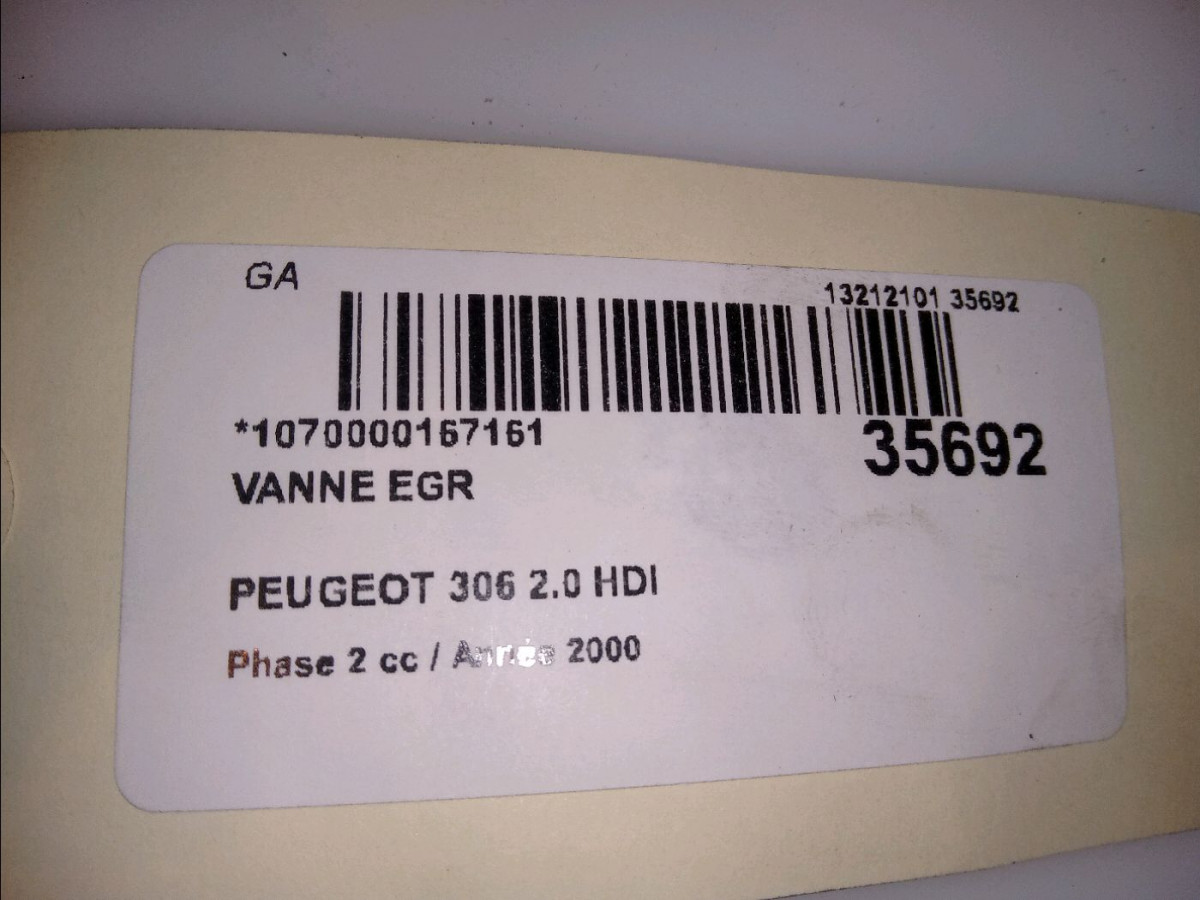 GA
13212101 35692
*1070000167161
35692
VANNE EGR
PEUGEOT 306 2.0 HDI
Phase 2 cc / Année 2000